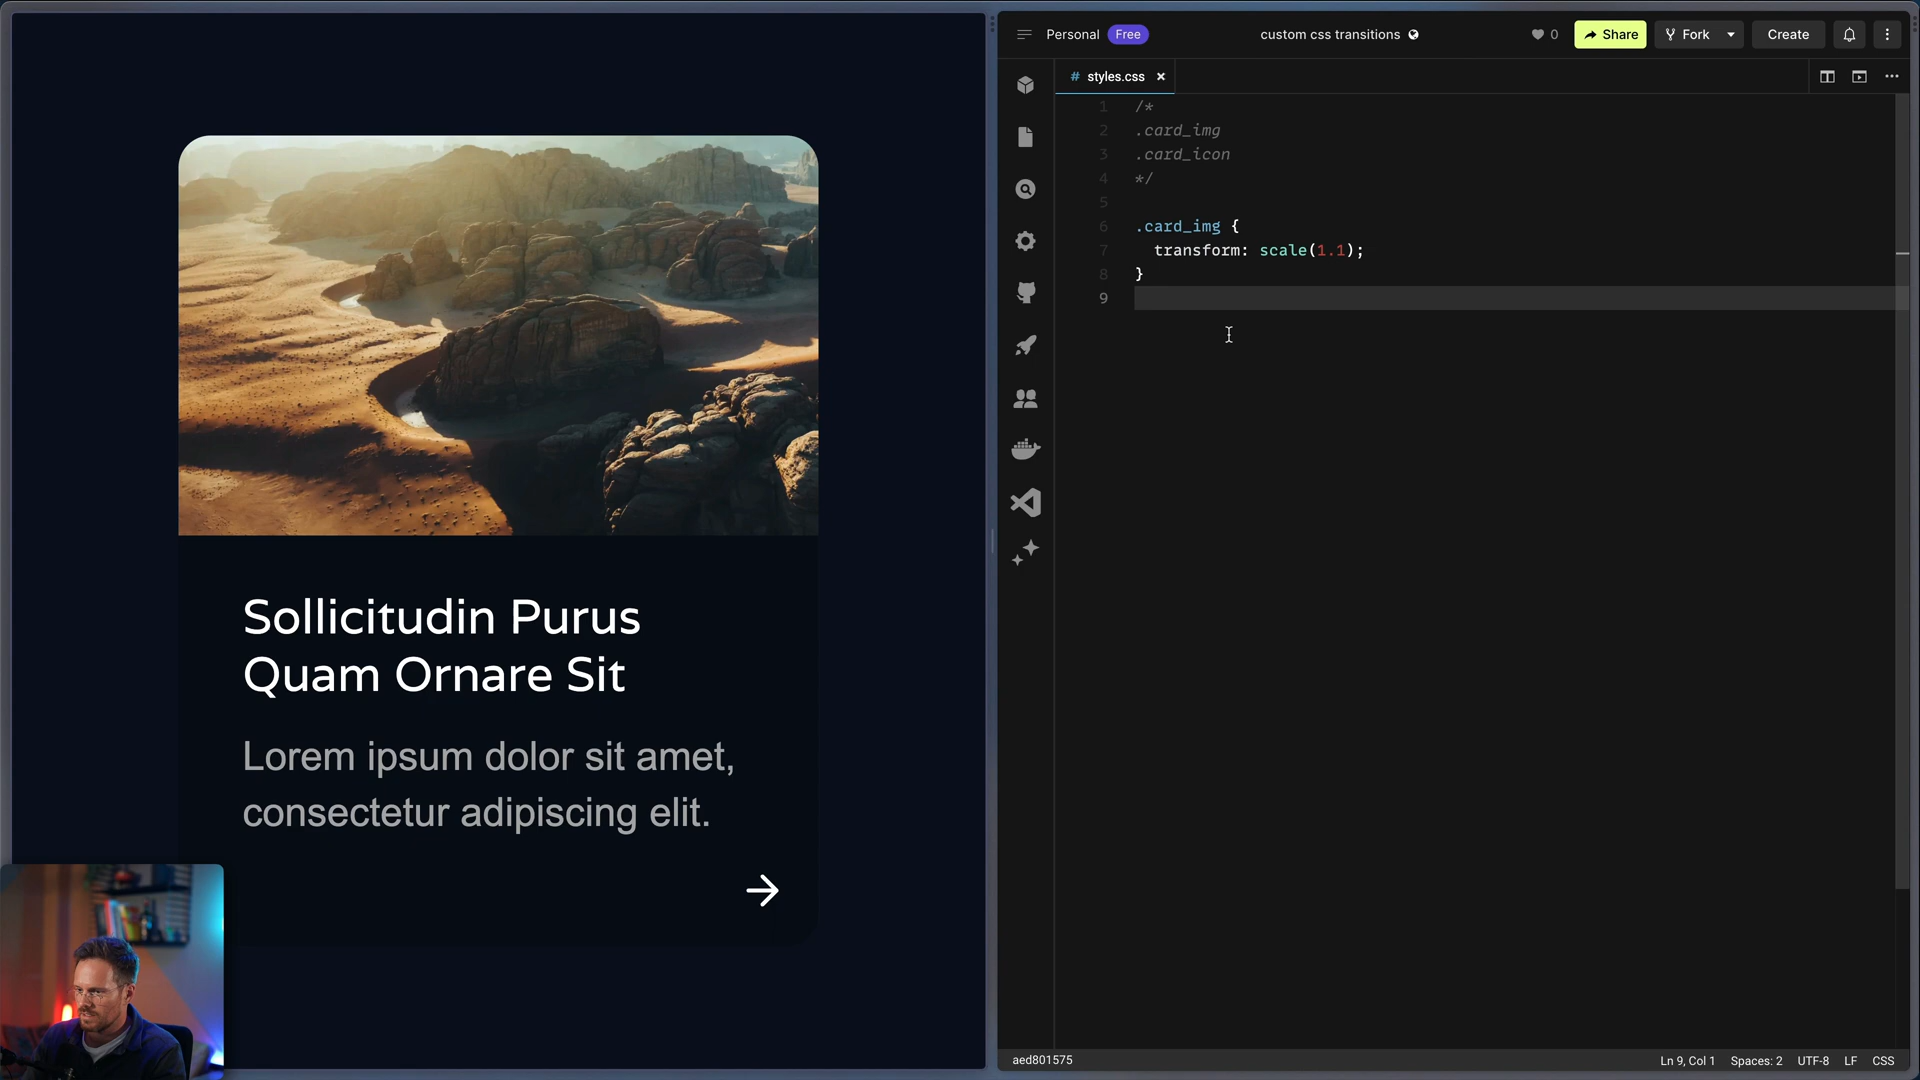 Sollicitudin Purus
Quam Ornare Sit
Lorem ipsum dolor sit amet,
consectetur adipiscing elit.
Personal Free
custom css transitions
0
Share
Fork
Create
# styles.css
1 /*
2 .card_img
3 .card_icon
4 */
5
6 .card_img {
7 transform: scale(1.1);
8 }
9
aed801575
Ln 9, Col 1 Spaces: 2 UTF-8 LF CSS